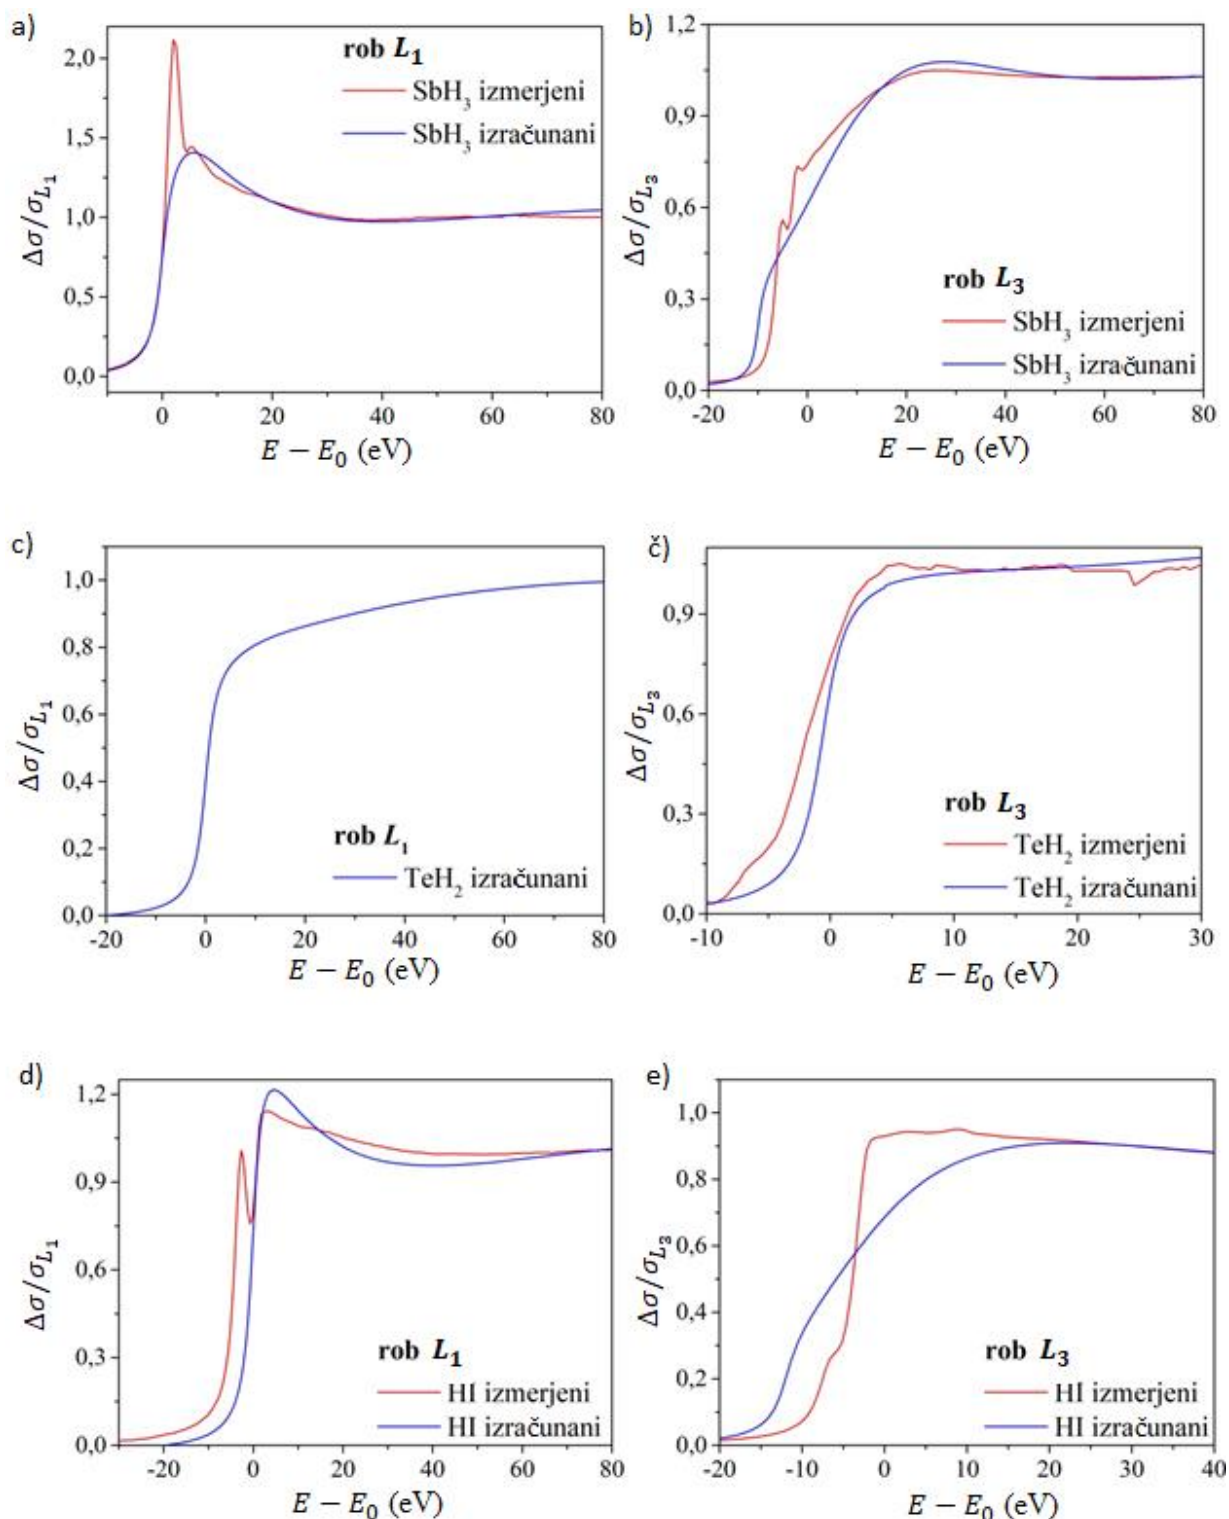 a)
rob L₁
SbH₃ izmerjeni
SbH₃ izračunani
Δσ/σ_L₁
2,0
1,5
1,0
0,5
0,0
0 20 40 60 80
E − E₀ (eV)
b)
rob L₃
SbH₃ izmerjeni
SbH₃ izračunani
Δσ/σ_L₃
1,2
0,9
0,6
0,3
0,0
-20 0 20 40 60 80
E − E₀ (eV)
c)
rob L₁
TeH₂ izračunani
Δσ/σ_L₁
1,0
0,8
0,6
0,4
0,2
0,0
-20 0 20 40 60 80
E − E₀ (eV)
č)
rob L₃
TeH₂ izmerjeni
TeH₂ izračunani
Δσ/σ_L₃
0,9
0,6
0,3
0,0
-10 0 10 20 30
E − E₀ (eV)
d)
rob L₁
HI izmerjeni
HI izračunani
Δσ/σ_L₁
1,2
0,9
0,6
0,3
0,0
-20 0 20 40 60 80
E − E₀ (eV)
e)
rob L₃
HI izmerjeni
HI izračunani
Δσ/σ_L₃
1,0
0,8
0,6
0,4
0,2
0,0
-20 -10 0 10 20 30 40
E − E₀ (eV)